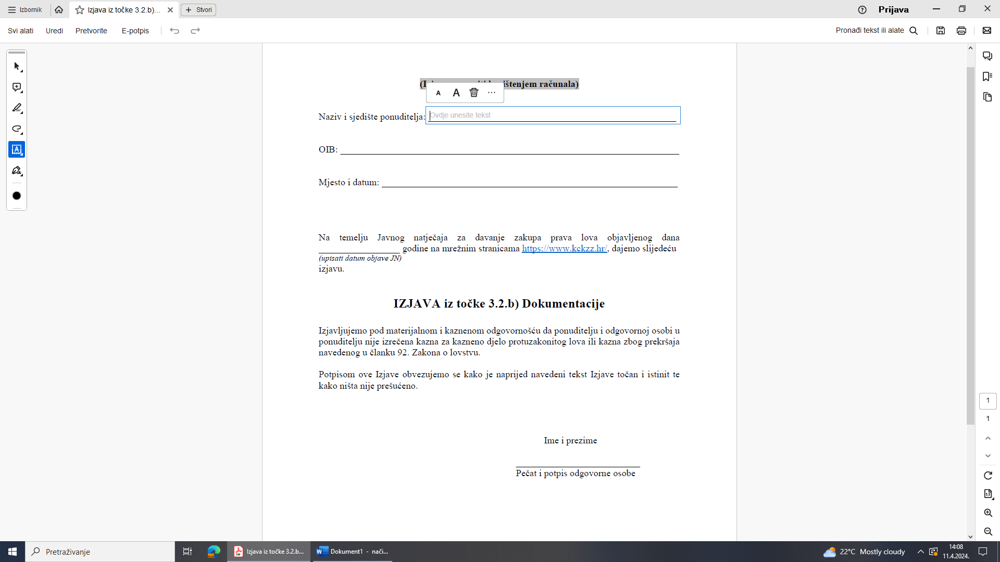 Izbornik
Izjava iz točke 3.2.b)...
Stvori
Prijava
Svi alati
Uredi
Pretvorite
E-potpis
Pronađi tekst ili alate
računala)
A A ...
Naziv i sjedište ponuditelja: Ovdje unesite tekst
OIB:
Mjesto i datum:
Na temelju Javnog natječaja za davanje zakupa prava lova objavljenog dana
godine na mrežnim stranicama https://www.kckzz.hr/, dajemo slijedeću
(upisati datum objave JN)
izjavu.
IZJAVA iz točke 3.2.b) Dokumentacije
Izjavljujemo pod materijalnom i kaznenom odgovornošću da ponuditelju i odgovornoj osobi u
ponuditelju nije izrečena kazna za kazneno djelo protuzakonitog lova ili kazna zbog prekršaja
navedenog u članku 92. Zakona o lovstvu.
Potpisom ove Izjave obvezujemo se kako je naprijed navedeni tekst Izjave točan i istinit te
kako ništa nije prešućeno.
Ime i prezime
Pečat i potpis odgovorne osobe
1
1
Pretraživanje
Izjava iz točke 3.2.b...
Dokument1 - nači...
22°C Mostly cloudy
14:08
11.4.2024.